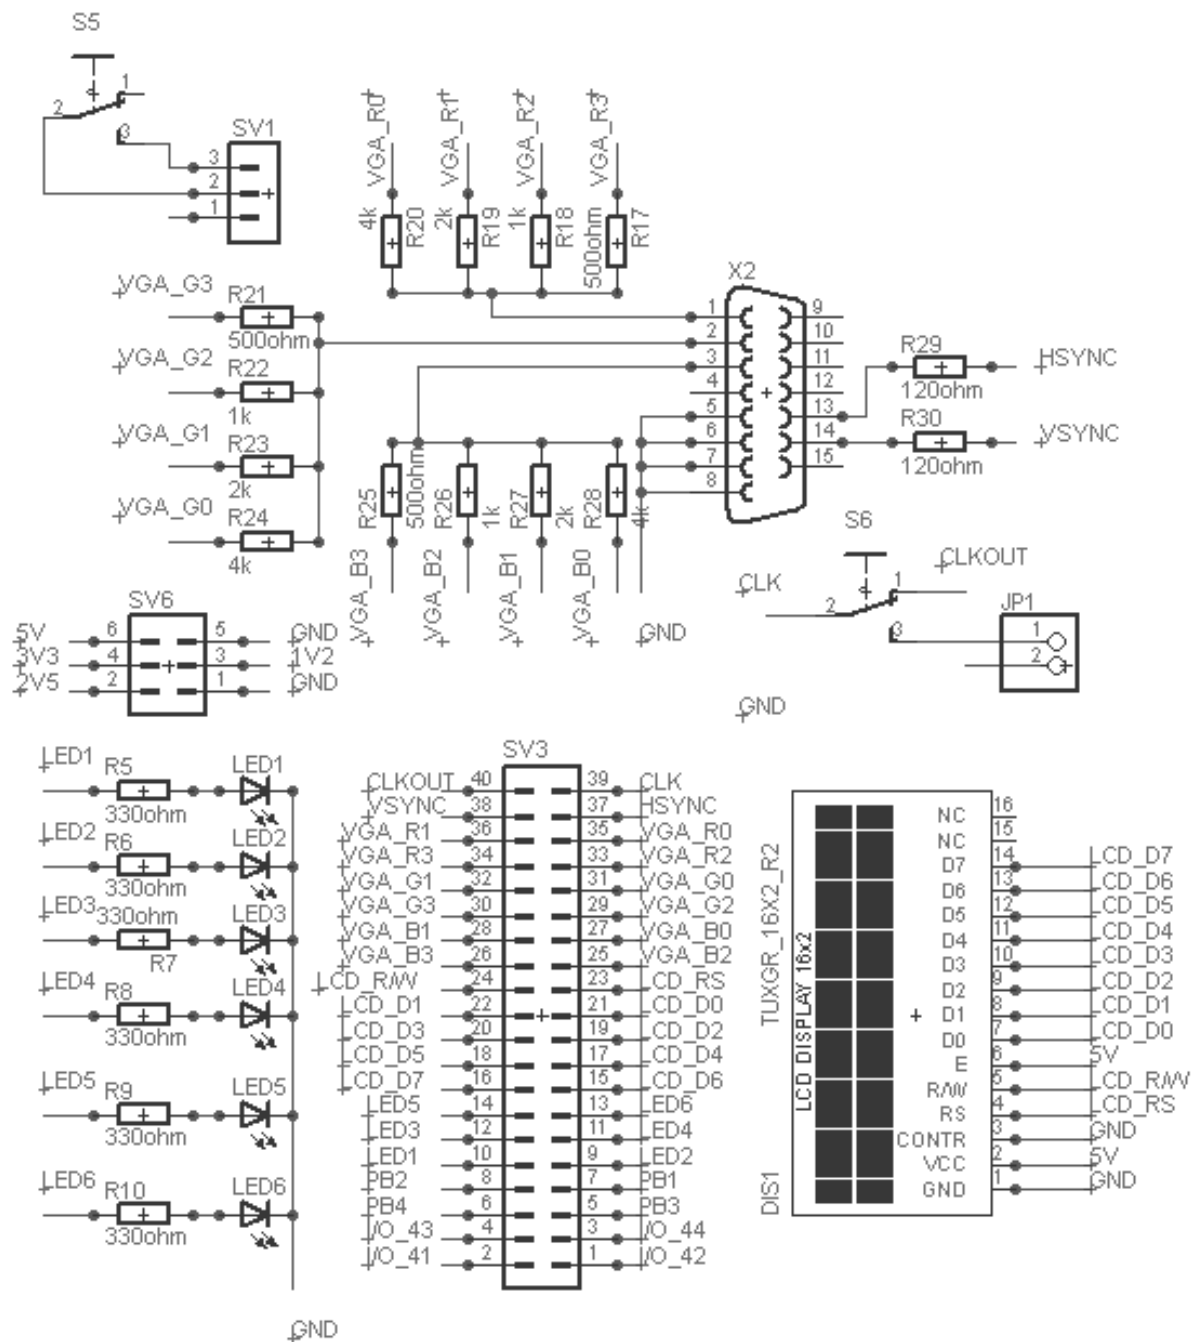 S5
1
2
3
SV1
3
2
1
VGA_R0
VGA_R1
VGA_R2
VGA_R3
4k
R20
2k
R19
1k
R18
500ohm
R17
VGA_G3
R21
500ohm
VGA_G2
R22
1k
VGA_G1
R23
2k
VGA_G0
R24
4k
X2
1
2
3
4
5
6
7
8
9
10
11
12
13
14
15
R29
120ohm
HSYNC
R30
120ohm
VSYNC
R25
500ohm
R26
1k
R27
2k
R28
4k
VGA_B3
VGA_B2
VGA_B1
VGA_B0
GND
S6
CLK
2
1
3
CLKOUT
JP1
1
2
GND
SV6
5V 6 5 GND
3V3 4 3 1V2
2V5 2 1 GND
LED1 R5 330ohm LED1
LED2 R6 330ohm LED2
LED3 330ohm R7 LED3
LED4 R8 330ohm LED4
LED5 R9 330ohm LED5
LED6 R10 330ohm LED6
GND
SV3
CLKOUT 40 39 CLK
VSYNC 38 37 HSYNC
VGA_R1 36 35 VGA_R0
VGA_R3 34 33 VGA_R2
VGA_G1 32 31 VGA_G0
VGA_G3 30 29 VGA_G2
VGA_B1 28 27 VGA_B0
VGA_B3 26 25 VGA_B2
LCD_R/W 24 23 LCD_RS
LCD_D1 22 21 LCD_D0
LCD_D3 20 19 LCD_D2
LCD_D5 18 17 LCD_D4
LCD_D7 16 15 LCD_D6
LED5 14 13 LED6
LED3 12 11 LED4
LED1 10 9 LED2
PB2 8 7 PB1
PB4 6 5 PB3
I/O_43 4 3 I/O_44
I/O_41 2 1 I/O_42
DIS1
TUXGR_16X2_R2
LCD DISPLAY 16x2
NC 16
NC 15
D7 14 LCD_D7
D6 13 LCD_D6
D5 12 LCD_D5
D4 11 LCD_D4
D3 10 LCD_D3
D2 9 LCD_D2
D1 8 LCD_D1
D0 7 LCD_D0
E 6 5V
R/W 5 LCD_R/W
RS 4 LCD_RS
CONTR 3 GND
VCC 2 5V
GND 1 GND